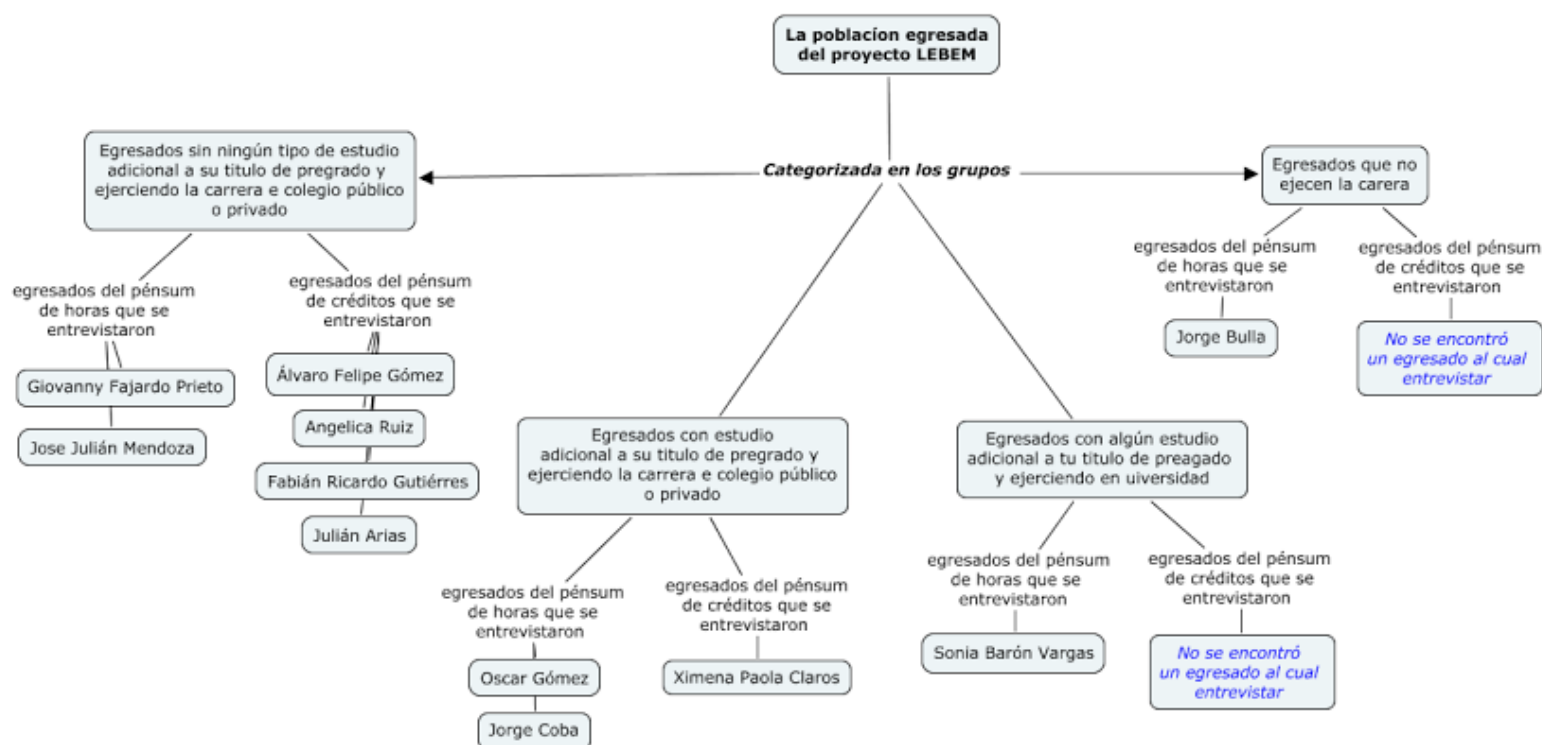 La poblacíon egresada
del proyecto LEBEM
Categorizada en los grupos
Egresados sin ningún tipo de estudio
adicional a su titulo de pregrado y
ejerciendo la carrera e colegio público
o privado
egresados del pénsum
de horas que se
entrevistaron
Giovanny Fajardo Prieto
Jose Julián Mendoza
egresados del pénsum
de créditos que se
entrevistaron
Álvaro Felipe Gómez
Angelica Ruiz
Fabián Ricardo Gutiérres
Julián Arias
Egresados con estudio
adicional a su titulo de pregrado y
ejerciendo la carrera e colegio público
o privado
egresados del pénsum
de horas que se
entrevistaron
Oscar Gómez
Jorge Coba
egresados del pénsum
de créditos que se
entrevistaron
Ximena Paola Claros
Egresados con algún estudio
adicional a tu titulo de preagado
y ejerciendo en uiversidad
egresados del pénsum
de horas que se
entrevistaron
Sonia Barón Vargas
egresados del pénsum
de créditos que se
entrevistaron
No se encontró
un egresado al cual
entrevistar
Egresados que no
ejecen la carera
egresados del pénsum
de horas que se
entrevistaron
Jorge Bulla
egresados del pénsum
de créditos que se
entrevistaron
No se encontró
un egresado al cual
entrevistar